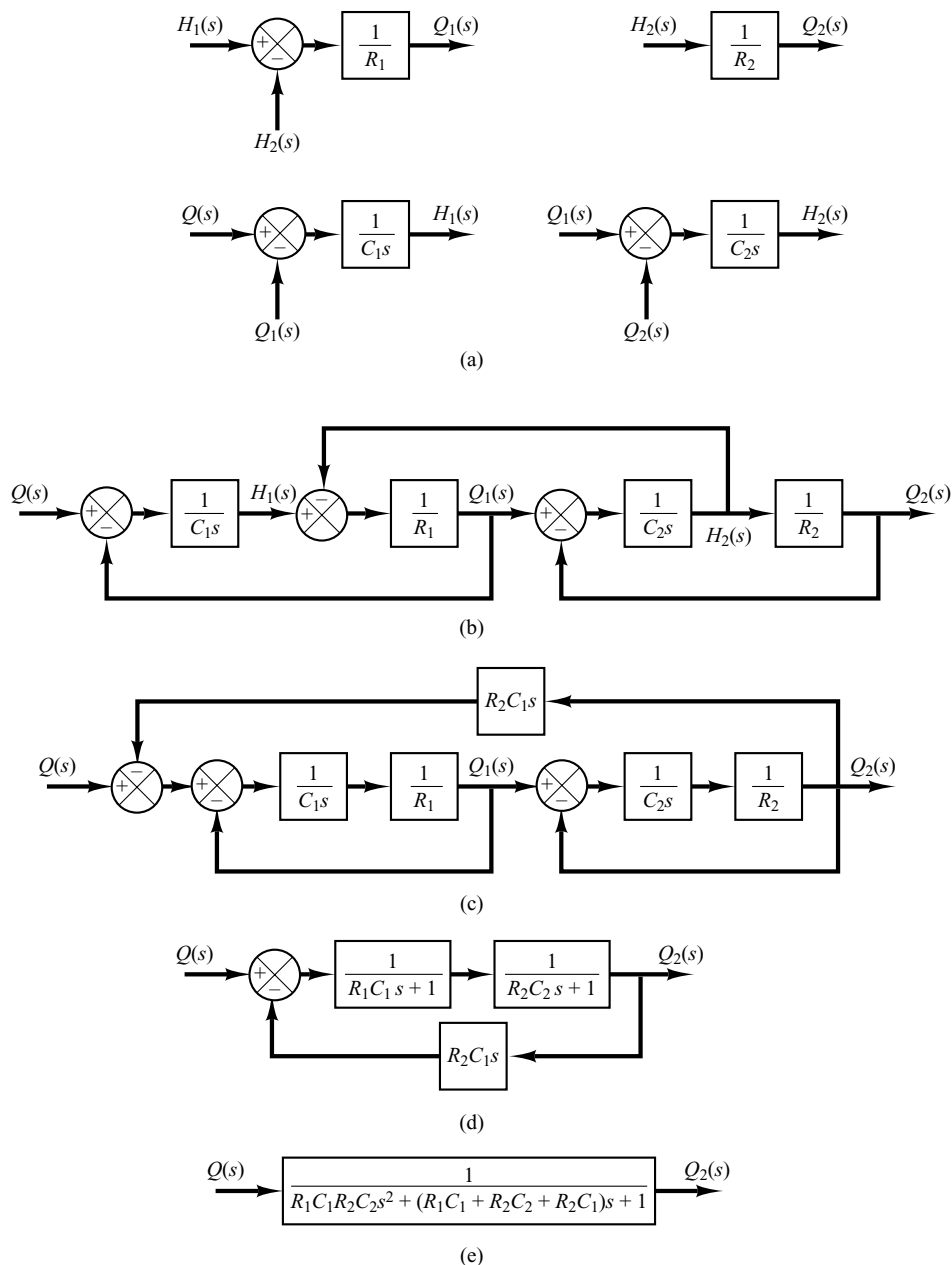 H₁(s) + − 1/R₁ Q₁(s)
H₂(s)
H₂(s) 1/R₂ Q₂(s)
Q(s) + − 1/C₁s H₁(s)
Q₁(s)
Q₁(s) + − 1/C₂s H₂(s)
Q₂(s)
(a)
Q(s) + − 1/C₁s H₁(s) − + 1/R₁ Q₁(s) + − 1/C₂s H₂(s) 1/R₂ Q₂(s)
(b)
R₂C₁s
Q(s) + − + − 1/C₁s 1/R₁ Q₁(s) + − 1/C₂s 1/R₂ Q₂(s)
(c)
Q(s) + − 1/(R₁C₁s + 1) 1/(R₂C₂s + 1) Q₂(s)
R₂C₁s
(d)
Q(s) 1/(R₁C₁R₂C₂s² + (R₁C₁ + R₂C₂ + R₂C₁)s + 1) Q₂(s)
(e)